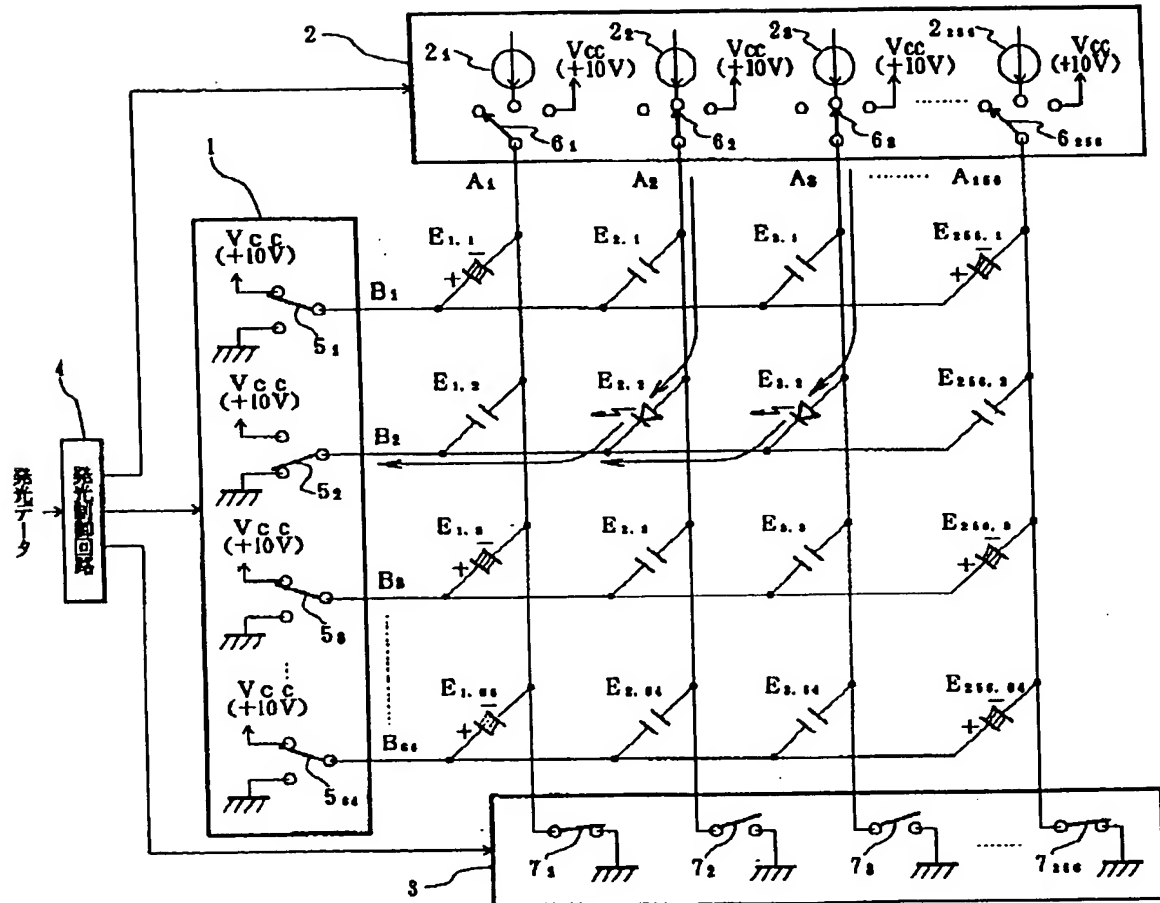 2
2₁
Vcc
(+10V)
2₂
Vcc
(+10V)
2₃
Vcc
(+10V)
2₂₅₆
Vcc
(+10V)
6₁
6₂
6₃
………
6₂₅₆
1
A₁
A₂
A₃
………
Vcc
(+10V)
5₁
B₁
E₁.₁
+
−
E₂.₁
E₃.₁
E₂₅₆.₁
+
−
4
発光データ
発光制御回路
Vcc
(+10V)
5₂
B₂
E₁.₂
E₂.₂
E₃.₂
E₂₅₆.₂
Vcc
(+10V)
5₃
B₃
E₁.₃
+
−
E₂.₃
E₃.₃
E₂₅₆.₃
+
−
Vcc
(+10V)
5₆₄
+
−
E₂.₆₄
E₃.₆₄
E₂₅₆.₆₄
+
−
3
7₁
7₂
7₃
………
7₂₅₆